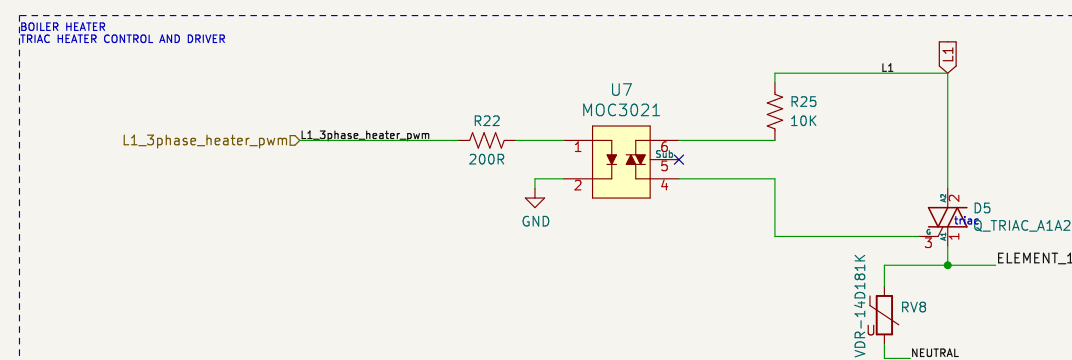 BOILER HEATER
TRIAC HEATER CONTROL AND DRIVER
L1
L1
U7
MOC3021
R25
10K
L1_3phase_heater_pwm
L1_3phase_heater_pwm
R22
200R
1
2
6
Sub
5
4
GND
A2
2
D5
triac
Q_TRIAC_A1A2
G
3
A1
1
ELEMENT_1
VDR-14D181K
RV8
U
NEUTRAL